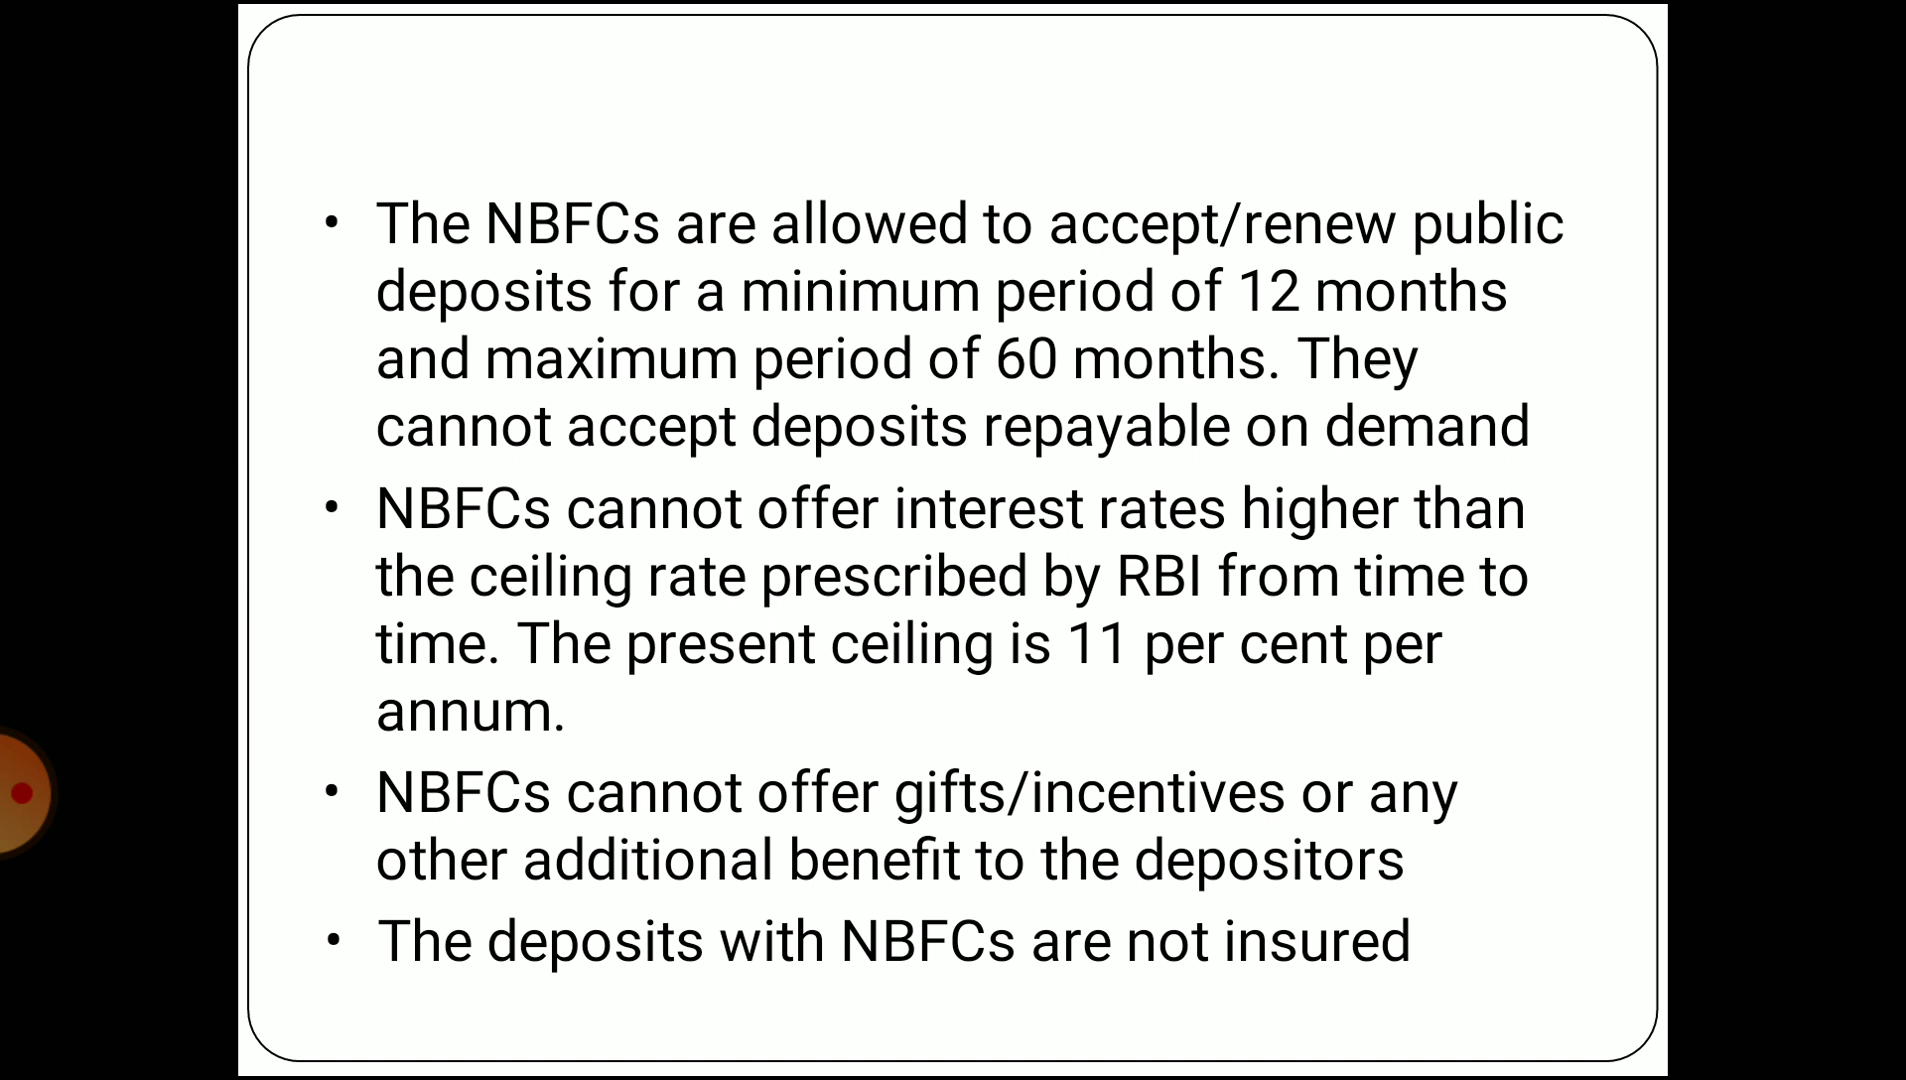 • The NBFCs are allowed to accept/renew public
deposits for a minimum period of 12 months
and maximum period of 60 months. They
cannot accept deposits repayable on demand
• NBFCs cannot offer interest rates higher than
the ceiling rate prescribed by RBI from time to
time. The present ceiling is 11 per cent per
annum.
• NBFCs cannot offer gifts/incentives or any
other additional benefit to the depositors
• The deposits with NBFCs are not insured